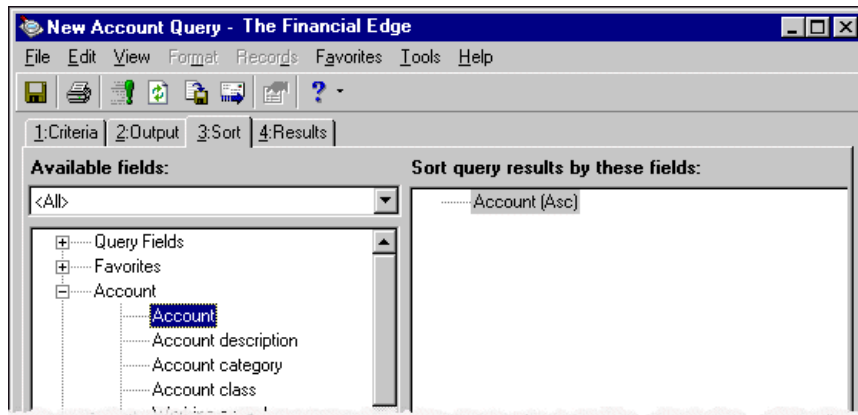 New Account Query - The Financial Edge
File Edit View Format Records Favorites Tools Help
1:Criteria 2:Output 3:Sort 4:Results
Available fields:
Sort query results by these fields:
<All>
Account (Asc)
Query Fields
Favorites
Account
Account
Account description
Account category
Account class